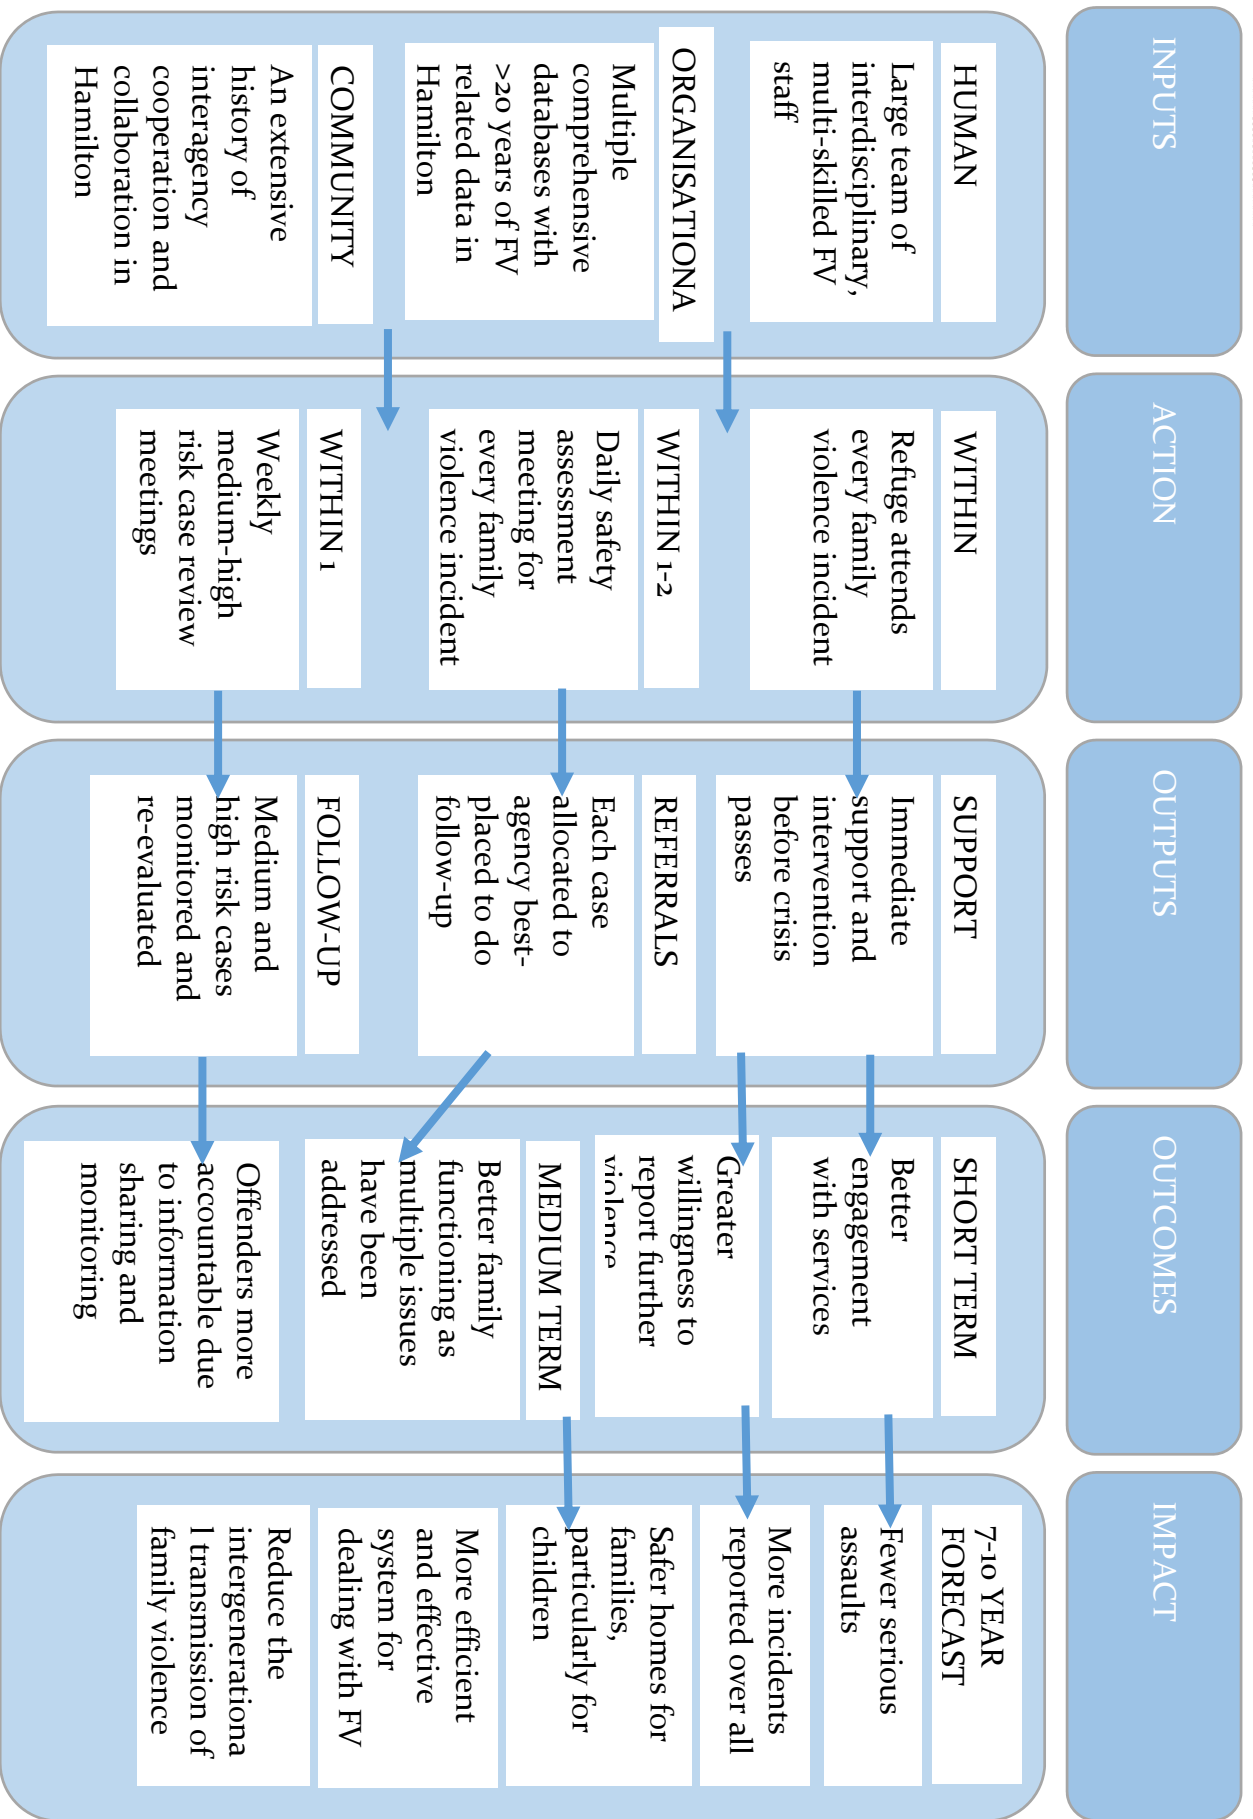 INPUTS
HUMAN
Large team of
interdisciplinary,
multi-skilled FV
staff
ORGANISATIONA
Multiple
comprehensive
databases with
>20 years of FV
related data in
Hamilton
COMMUNITY
An extensive
history of
interagency
cooperation and
collaboration in
Hamilton
ACTION
WITHIN
Refuge attends
every family
violence incident
WITHIN 1-2
Daily safety
assessment
meeting for
every family
violence incident
WITHIN 1
Weekly
medium-high
risk case review
meetings
OUTPUTS
SUPPORT
Immediate
support and
intervention
before crisis
passes
REFERRALS
Each case
allocated to
agency best-
placed to do
follow-up
FOLLOW-UP
Medium and
high risk cases
monitored and
re-evaluated
OUTCOMES
SHORT TERM
Better
engagement
with services
Greater
willingness to
report further
violence
MEDIUM TERM
Better family
functioning as
multiple issues
have been
addressed
Offenders more
accountable due
to information
sharing and
monitoring
IMPACT
7-10 YEAR
FORECAST
Fewer serious
assaults
More incidents
reported over all
Safer homes for
families,
particularly for
children
More efficient
and effective
system for
dealing with FV
Reduce the
intergenerationa
l transmission of
family violence